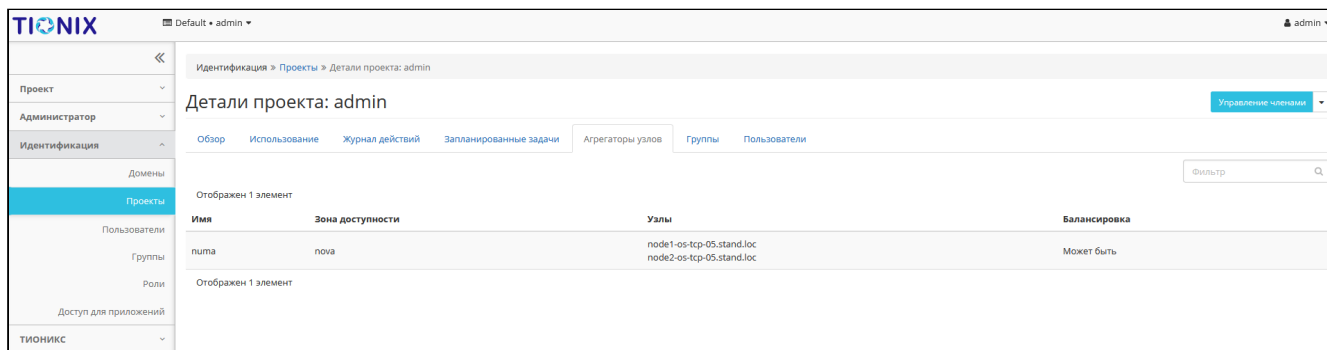 TIONIX
Default • admin
admin
Идентификация » Проекты » Детали проекта: admin
Проект
Администратор
Идентификация
Домены
Проекты
Пользователи
Группы
Роли
Доступ для приложений
ТИОНИКС
Детали проекта: admin
Управление членами
Обзор Использование Журнал действий Запланированные задачи Агрегаторы узлов Группы Пользователи
Фильтр
Отображен 1 элемент
Имя Зона доступности Узлы Балансировка
numa nova node1-os-tcp-05.stand.loc Может быть
node2-os-tcp-05.stand.loc
Отображен 1 элемент